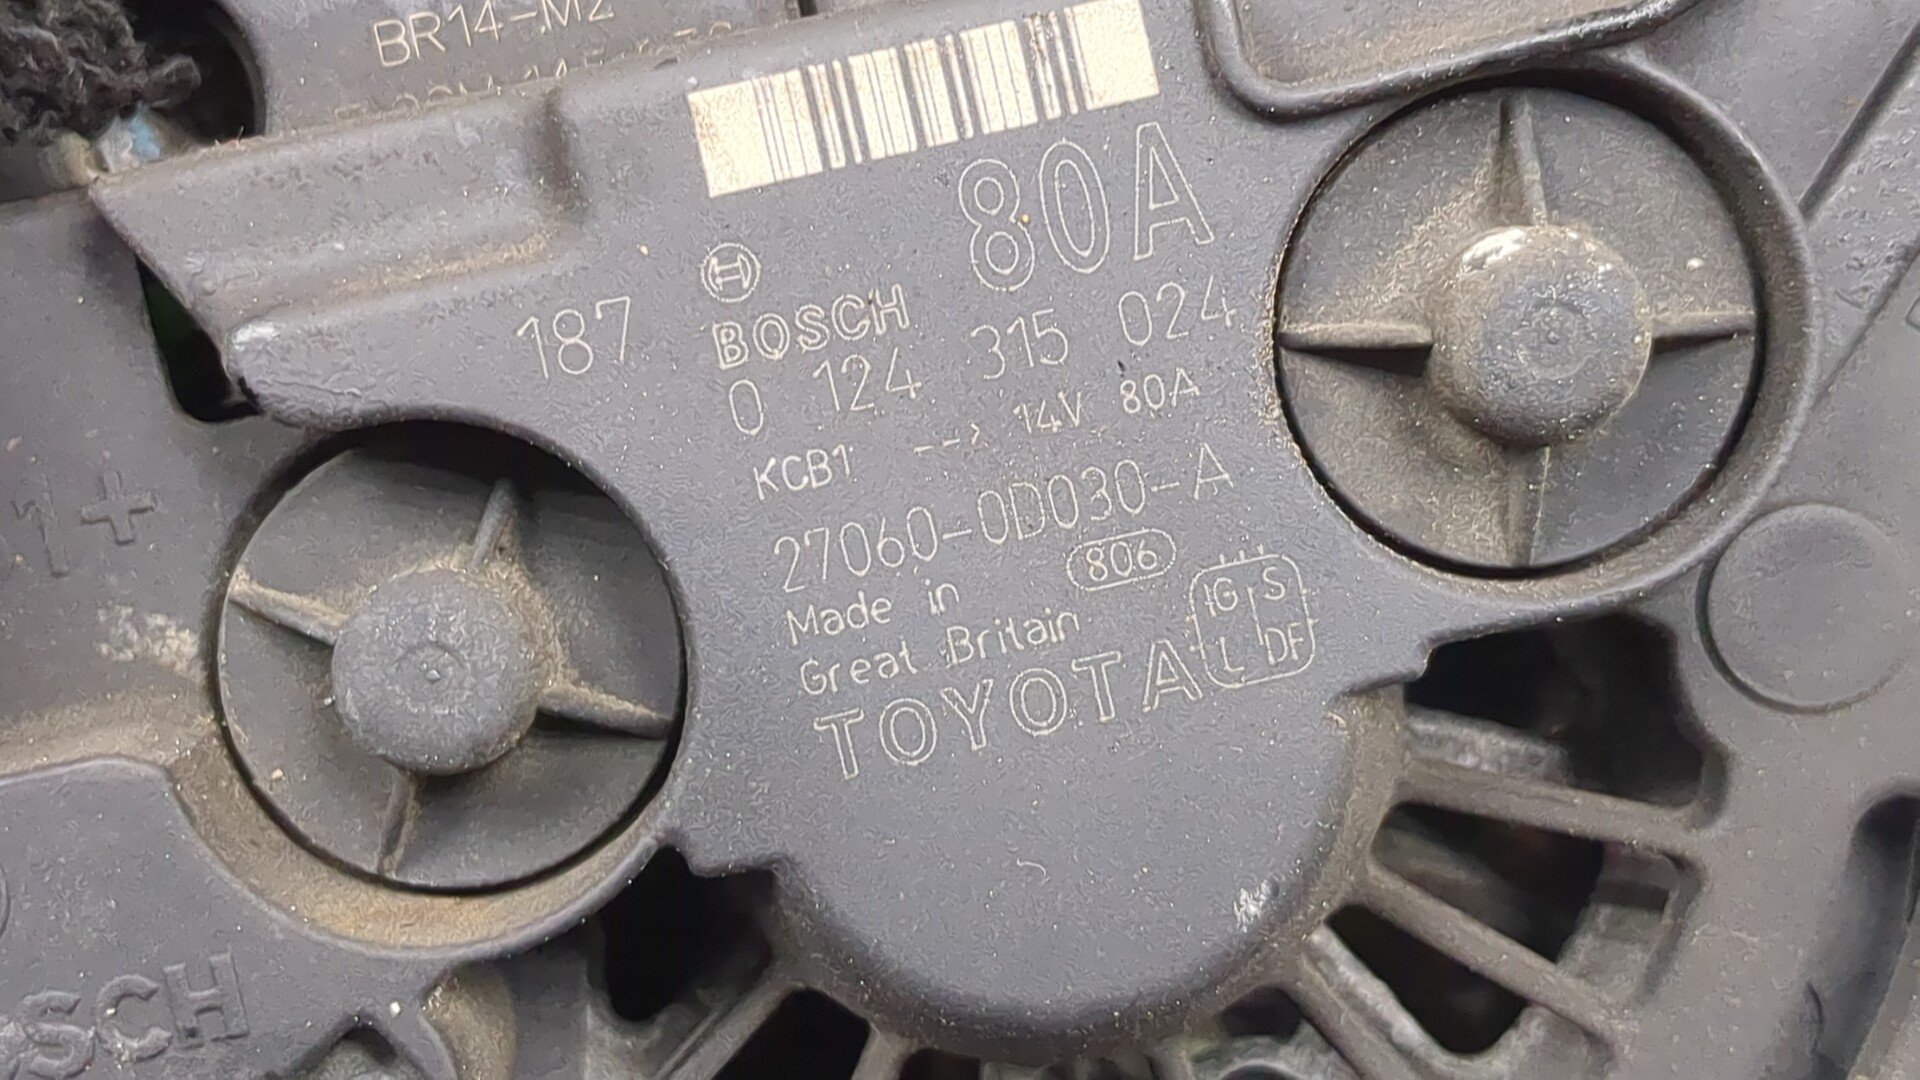 BR14-M2
80A
187
BOSCH
0 124 315 024
KCB1 --> 14V 80A
27060-0D030-A
Made in 806
Great Britain
IG S
L DF
TOYOTA
1+